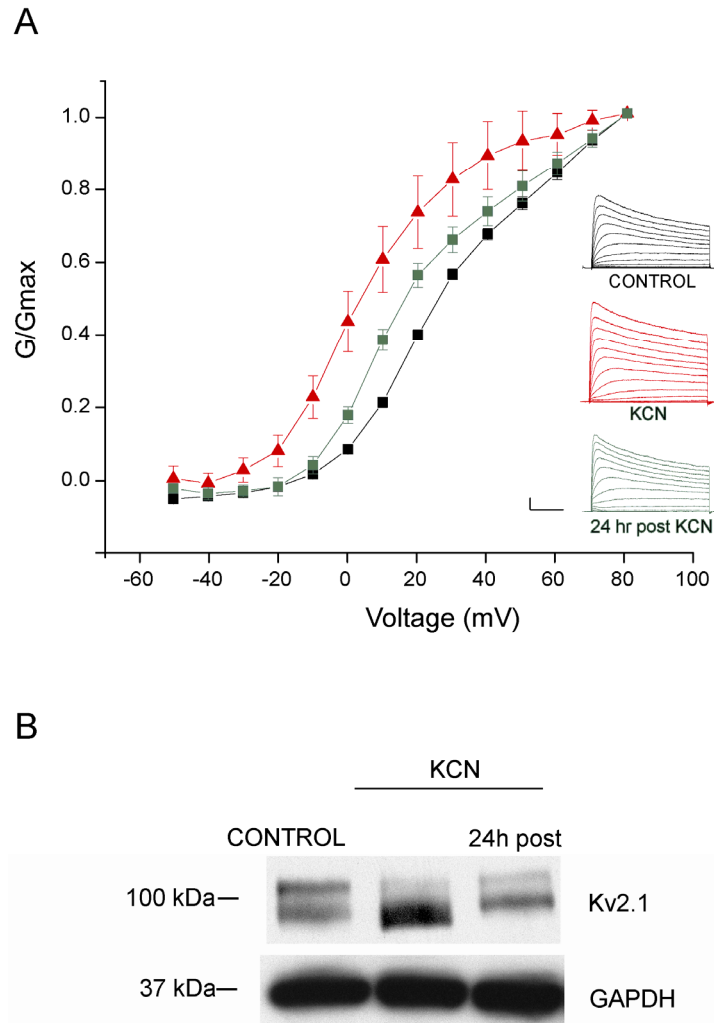 A
1.0
0.8
0.6
0.4
0.2
0.0
G/Gmax
-60
-40
-20
0
20
40
60
80
100
Voltage (mV)
CONTROL
KCN
24 hr post KCN
B
KCN
CONTROL
24h post
100 kDa
Kv2.1
37 kDa
GAPDH